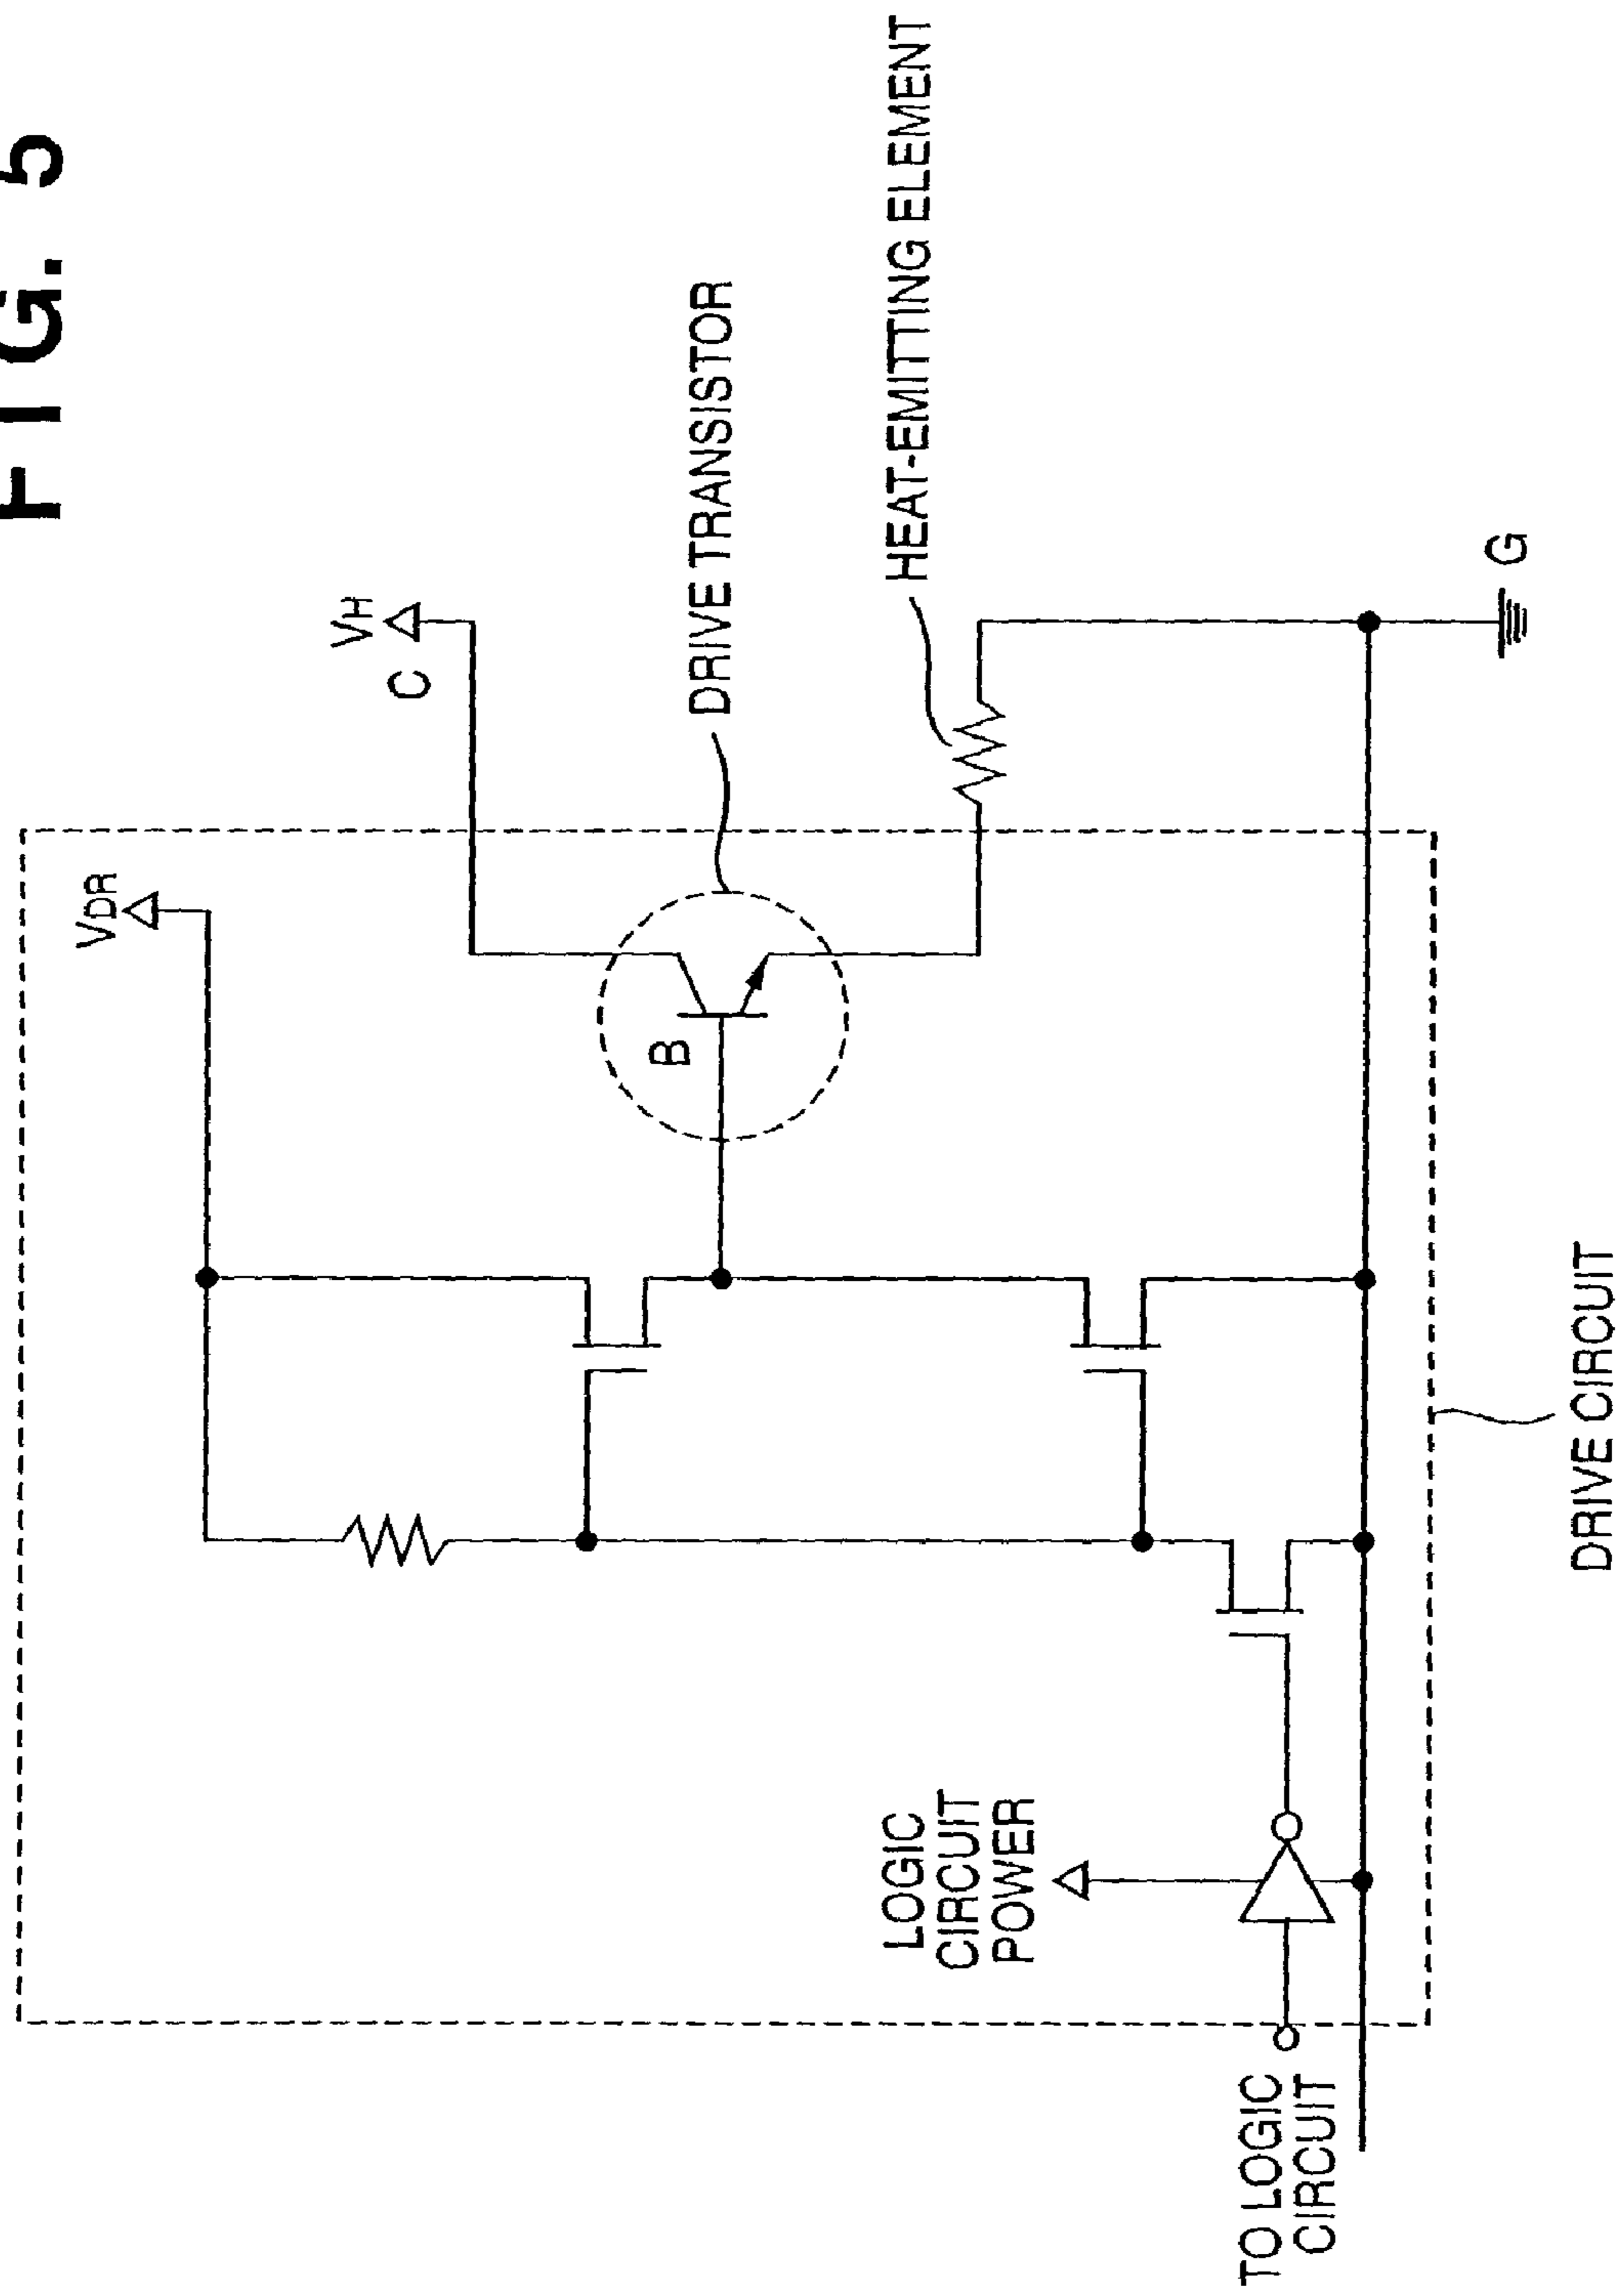 FIG. 5
VDR
VH
C
B
DRIVE TRANSISTOR
HEAT-EMITTING ELEMENT
LOGIC
CIRCUIT
POWER
TO LOGIC
CIRCUIT
G
DRIVE CIRCUIT